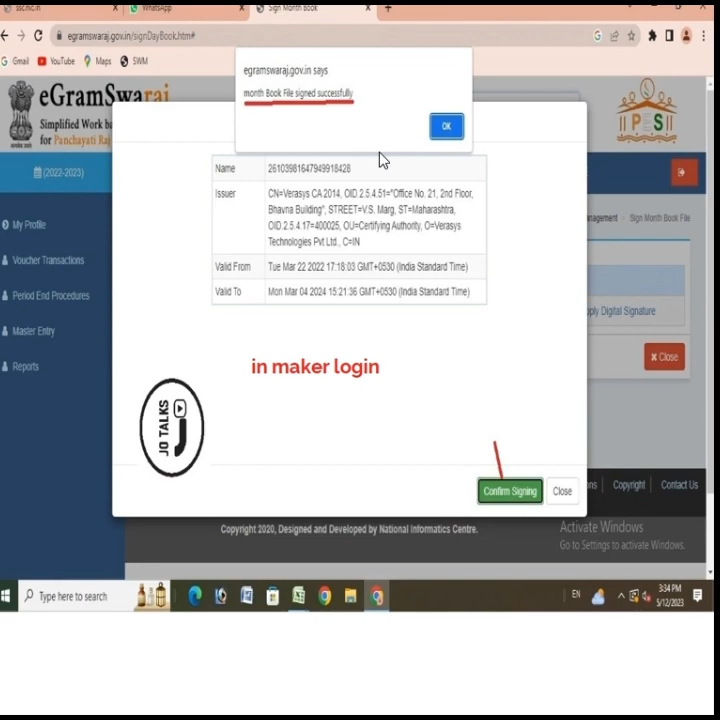 ssc.nic.in
WhatsApp
Sign Month Book
egramswaraj.gov.in/signDayBook.htm#
Gmail YouTube Maps SWM
egramswaraj.gov.in says
month Book File signed successfully
OK
eGramSwaraj
Simplified Work ba
for Panchayati Raj
PES
(2022-2023)
My Profile
Voucher Transactions
Period End Procedures
Master Entry
Reports
nagement Sign Month Book File
Name 26103981647949918428
Issuer CN=Verasys CA 2014, OID.2.5.4.51="Office No. 21, 2nd Floor,
Bhavna Building", STREET=V.S. Marg, ST=Maharashtra,
OID.2.5.4.17=400025, OU=Certifying Authority, O=Verasys
Technologies Pvt Ltd., C=IN
Valid From Tue Mar 22 2022 17:18:03 GMT+0530 (India Standard Time)
Valid To Mon Mar 04 2024 15:21:36 GMT+0530 (India Standard Time)
pply Digital Signature
x Close
in maker login
JO TALKS
J
Confirm Signing Close
ons Copyright Contact Us
Copyright 2020, Designed and Developed by National Informatics Centre.
Activate Windows
Go to Settings to activate Windows.
Type here to search
EN
3:34 PM
5/12/2023